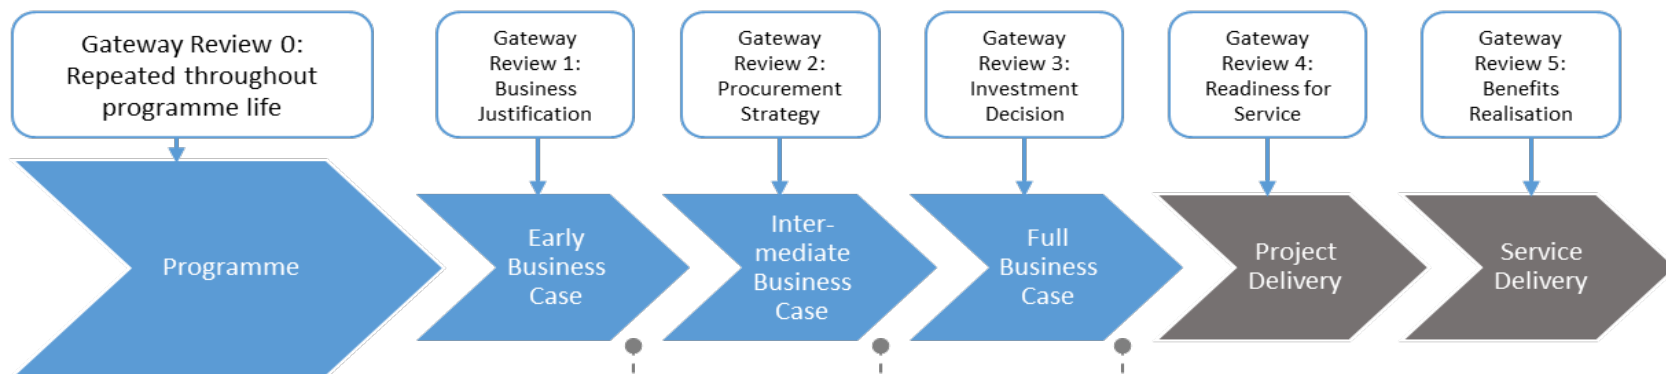 Gateway Review 0:
Repeated throughout
programme life
Gateway
Review 1:
Business
Justification
Gateway
Review 2:
Procurement
Strategy
Gateway
Review 3:
Investment
Decision
Gateway
Review 4:
Readiness for
Service
Gateway
Review 5:
Benefits
Realisation
Programme
Early
Business
Case
Inter-
mediate
Business
Case
Full
Business
Case
Project
Delivery
Service
Delivery